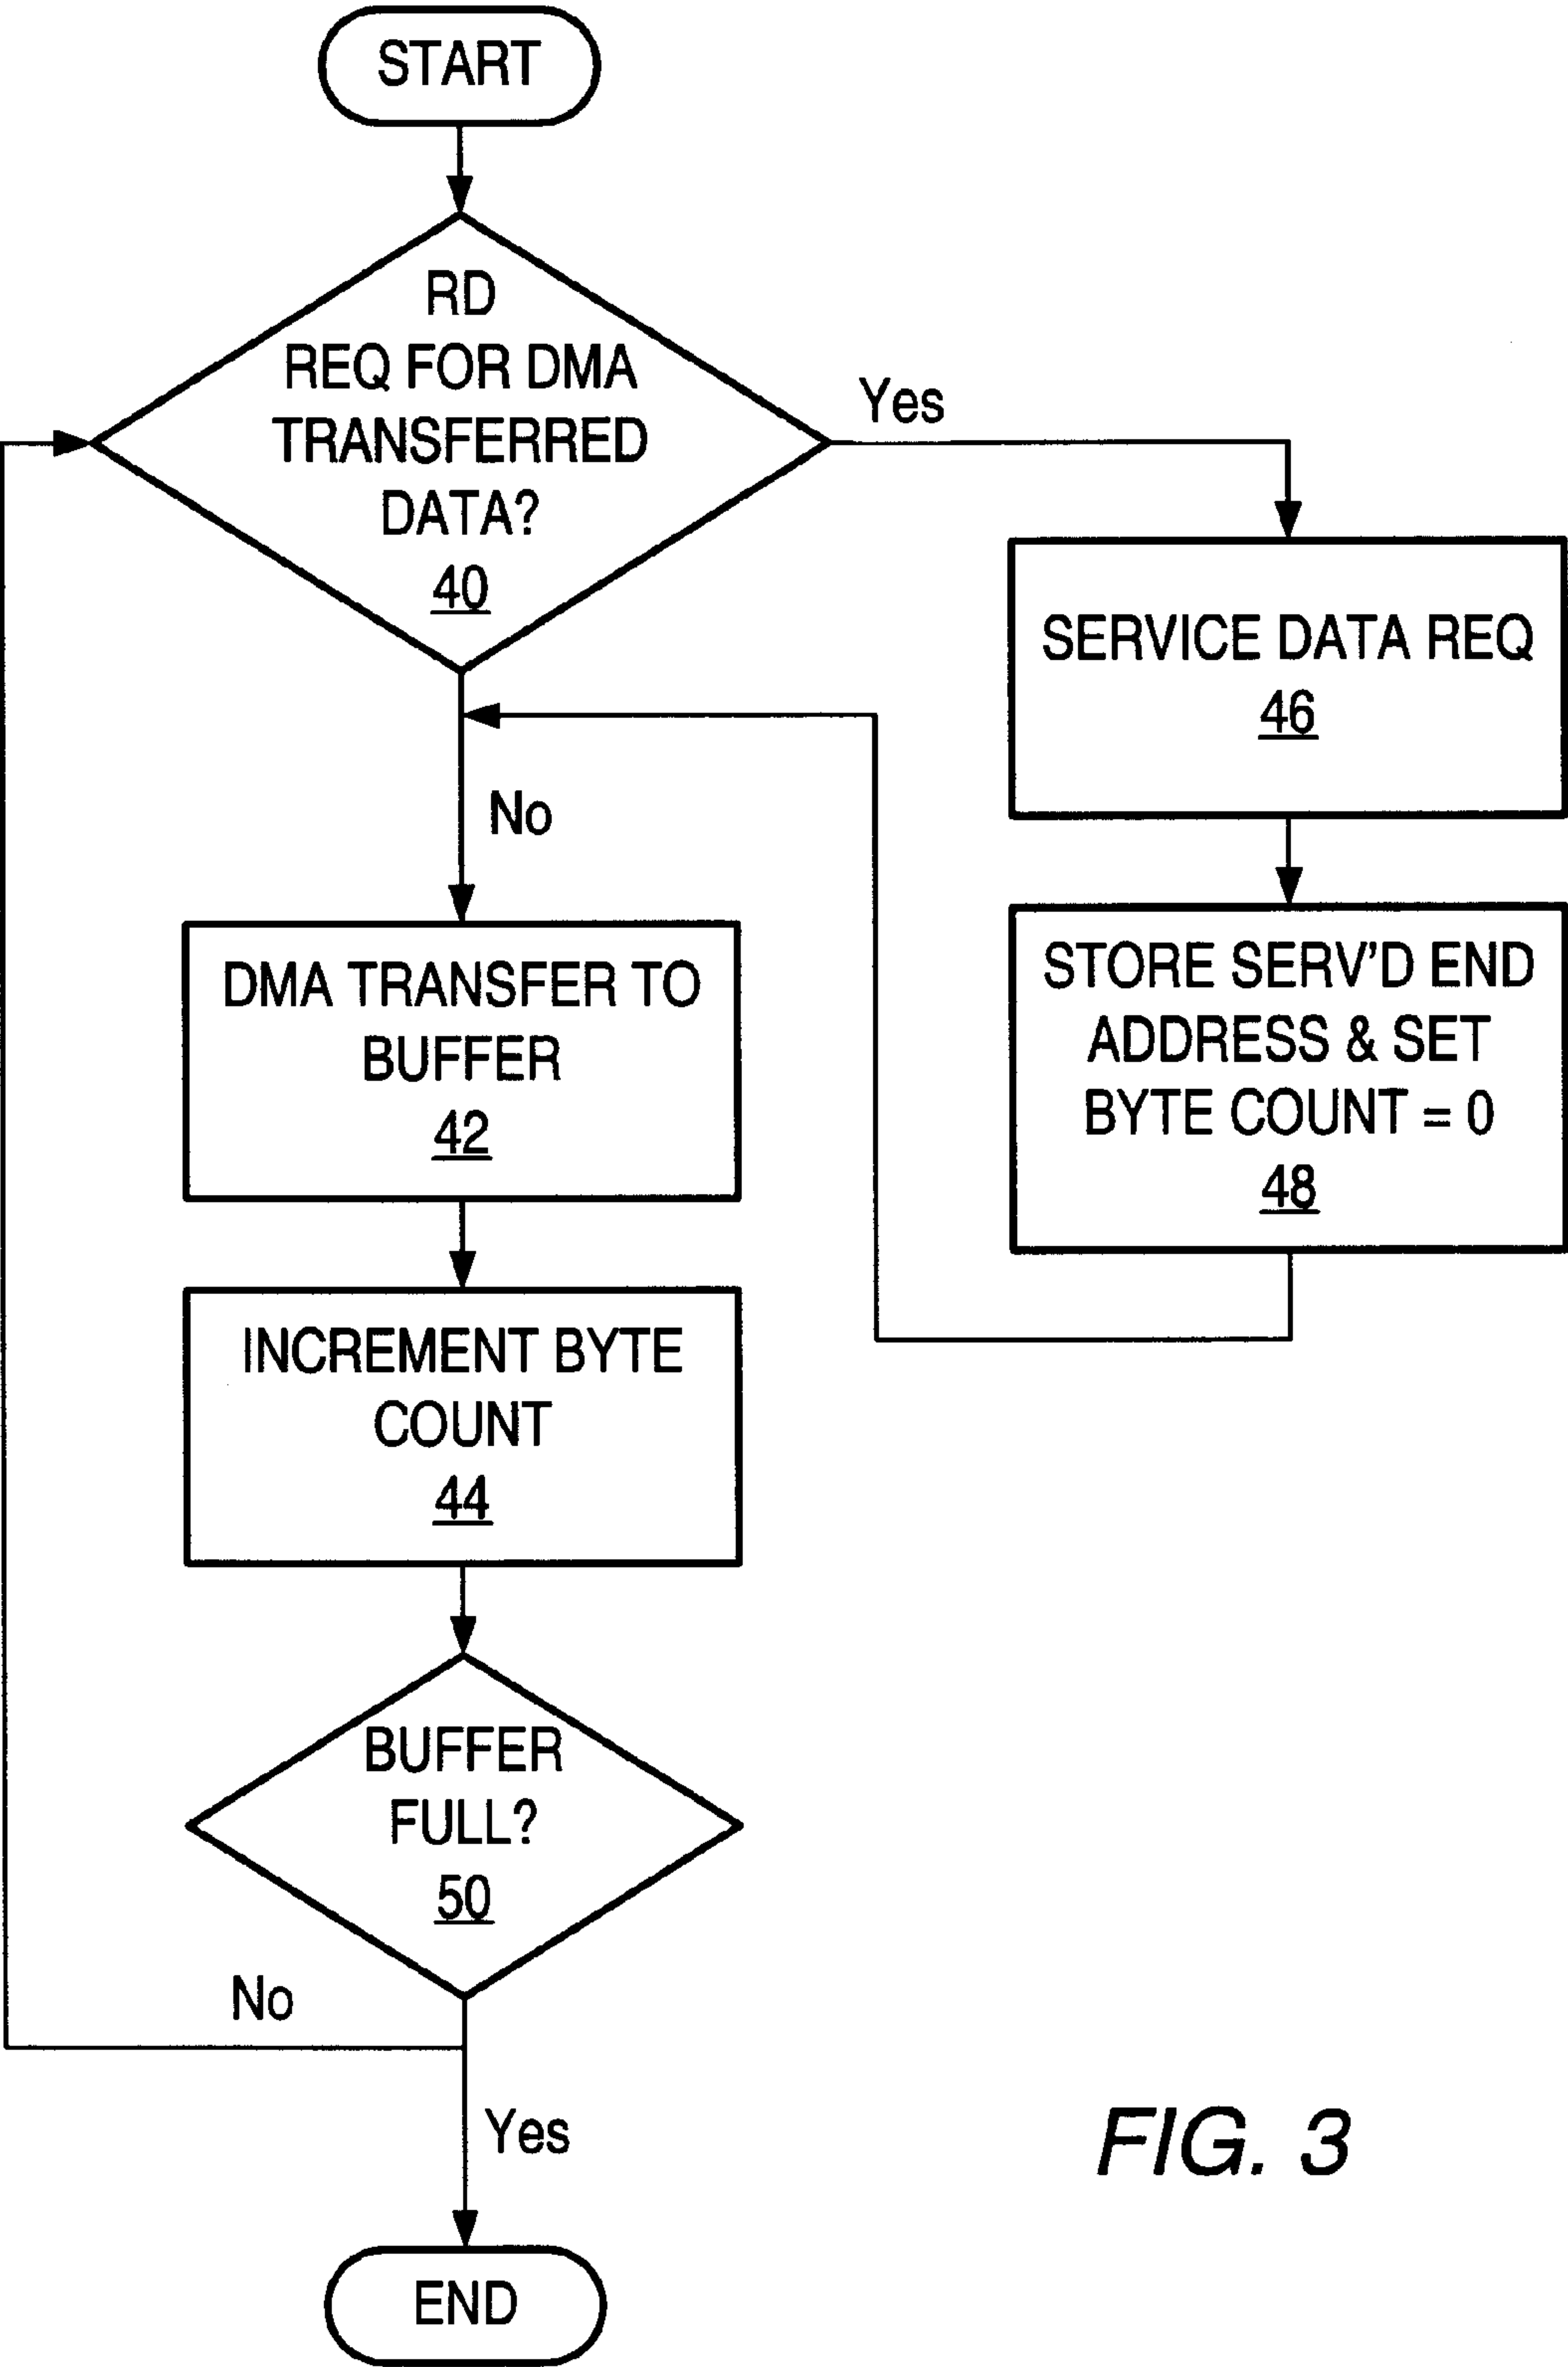 START
RD
REQ FOR DMA
TRANSFERRED
DATA?
40
Yes
SERVICE DATA REQ
46
No
STORE SERV'D END
ADDRESS & SET
BYTE COUNT = 0
48
DMA TRANSFER TO
BUFFER
42
INCREMENT BYTE
COUNT
44
BUFFER
FULL?
50
No
Yes
END
FIG. 3